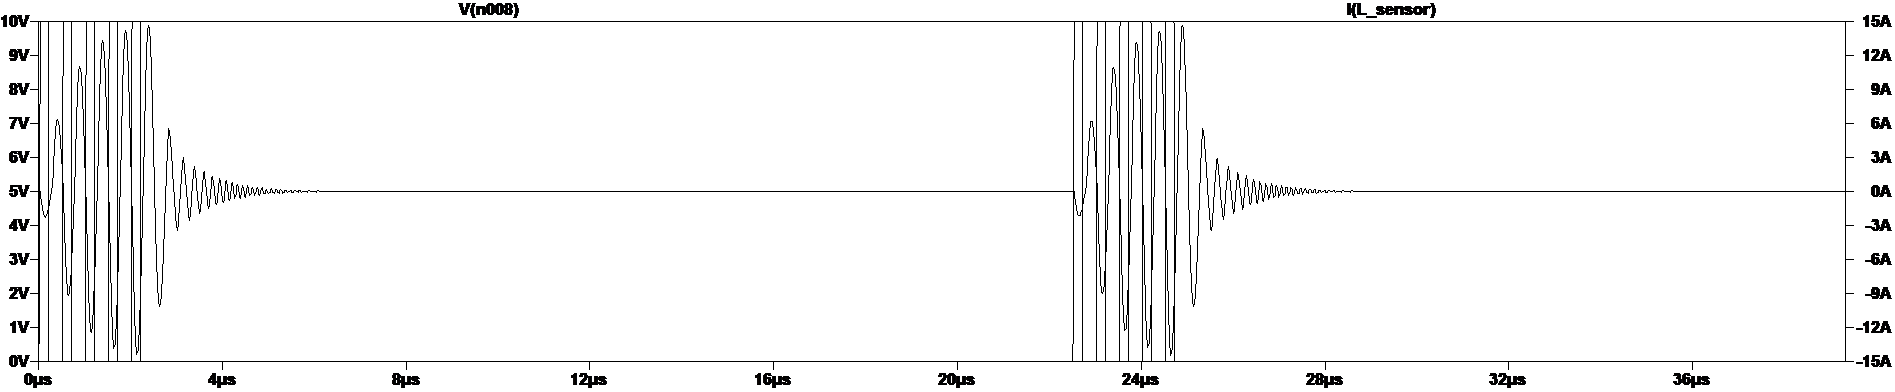 V(n008) I(L_sensor)
10V 15A
9V 12A
8V 9A
7V 6A
6V 3A
5V 0A
4V -3A
3V -6A
2V -9A
1V -12A
0V -15A
0µs 4µs 8µs 12µs 16µs 20µs 24µs 28µs 32µs 36µs